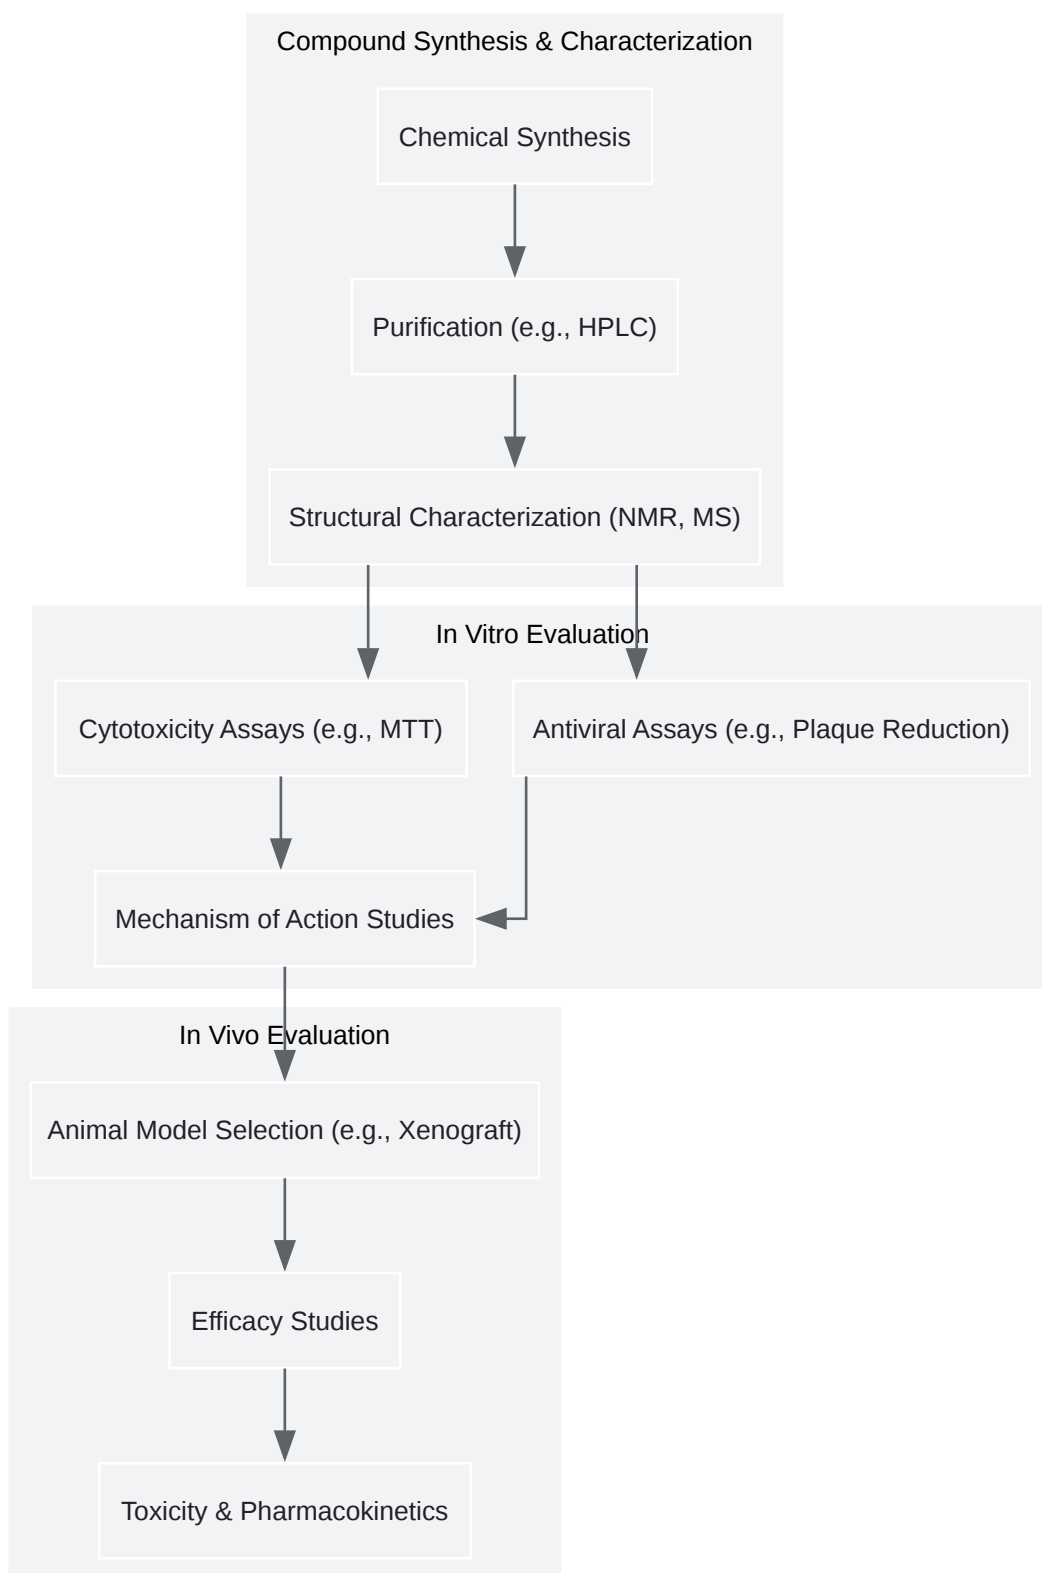 Compound Synthesis & Characterization
Chemical Synthesis
Purification (e.g., HPLC)
Structural Characterization (NMR, MS)
In Vitro Evaluation
Cytotoxicity Assays (e.g., MTT)
Antiviral Assays (e.g., Plaque Reduction)
Mechanism of Action Studies
In Vivo Evaluation
Animal Model Selection (e.g., Xenograft)
Efficacy Studies
Toxicity & Pharmacokinetics